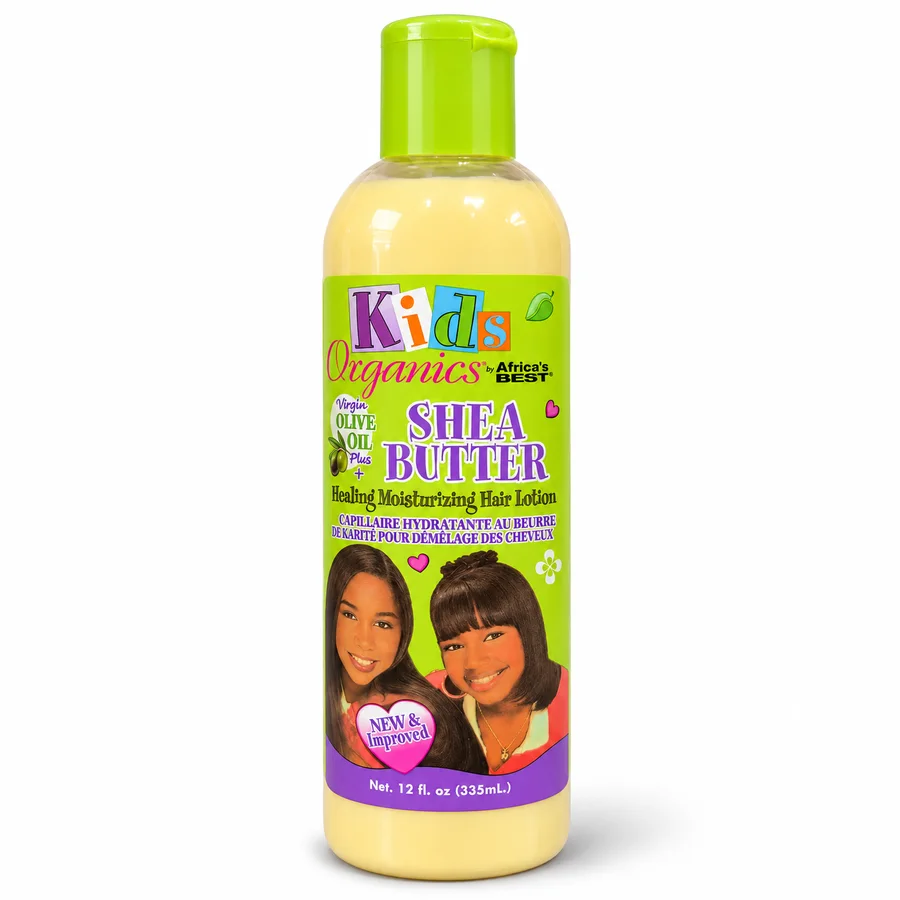 Kids
Organics® by Africa's BEST®
Virgin
OLIVE
OIL
Plus
+
SHEA
BUTTER
Healing Moisturizing Hair Lotion
CAPILLAIRE HYDRATANTE AU BEURRE
DE KARITÉ POUR DÊMÊLAGE DES CHEVEUX
NEW &
Improved
Net. 12 fl. oz (335mL.)